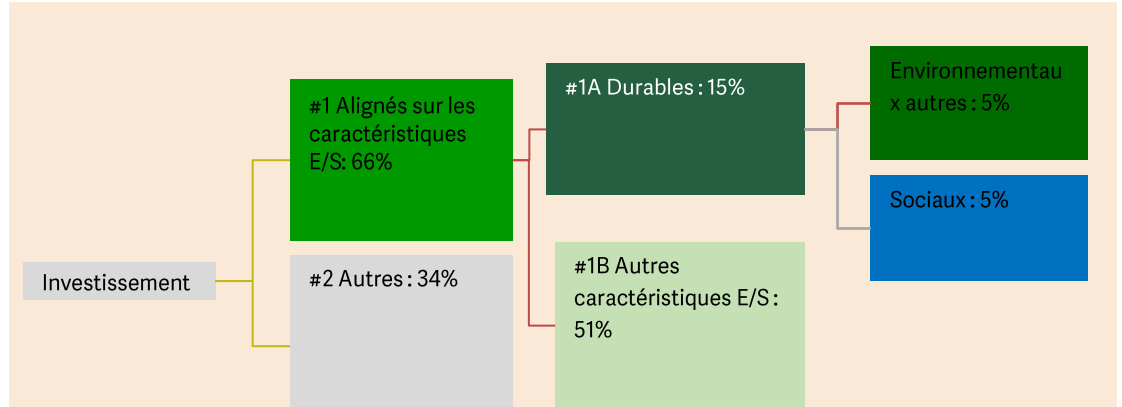 Investissement
#1 Alignés sur les
caractéristiques
E/S: 66%
#2 Autres : 34%
#1A Durables : 15%
#1B Autres
caractéristiques E/S :
51%
Environnementau
x autres : 5%
Sociaux : 5%